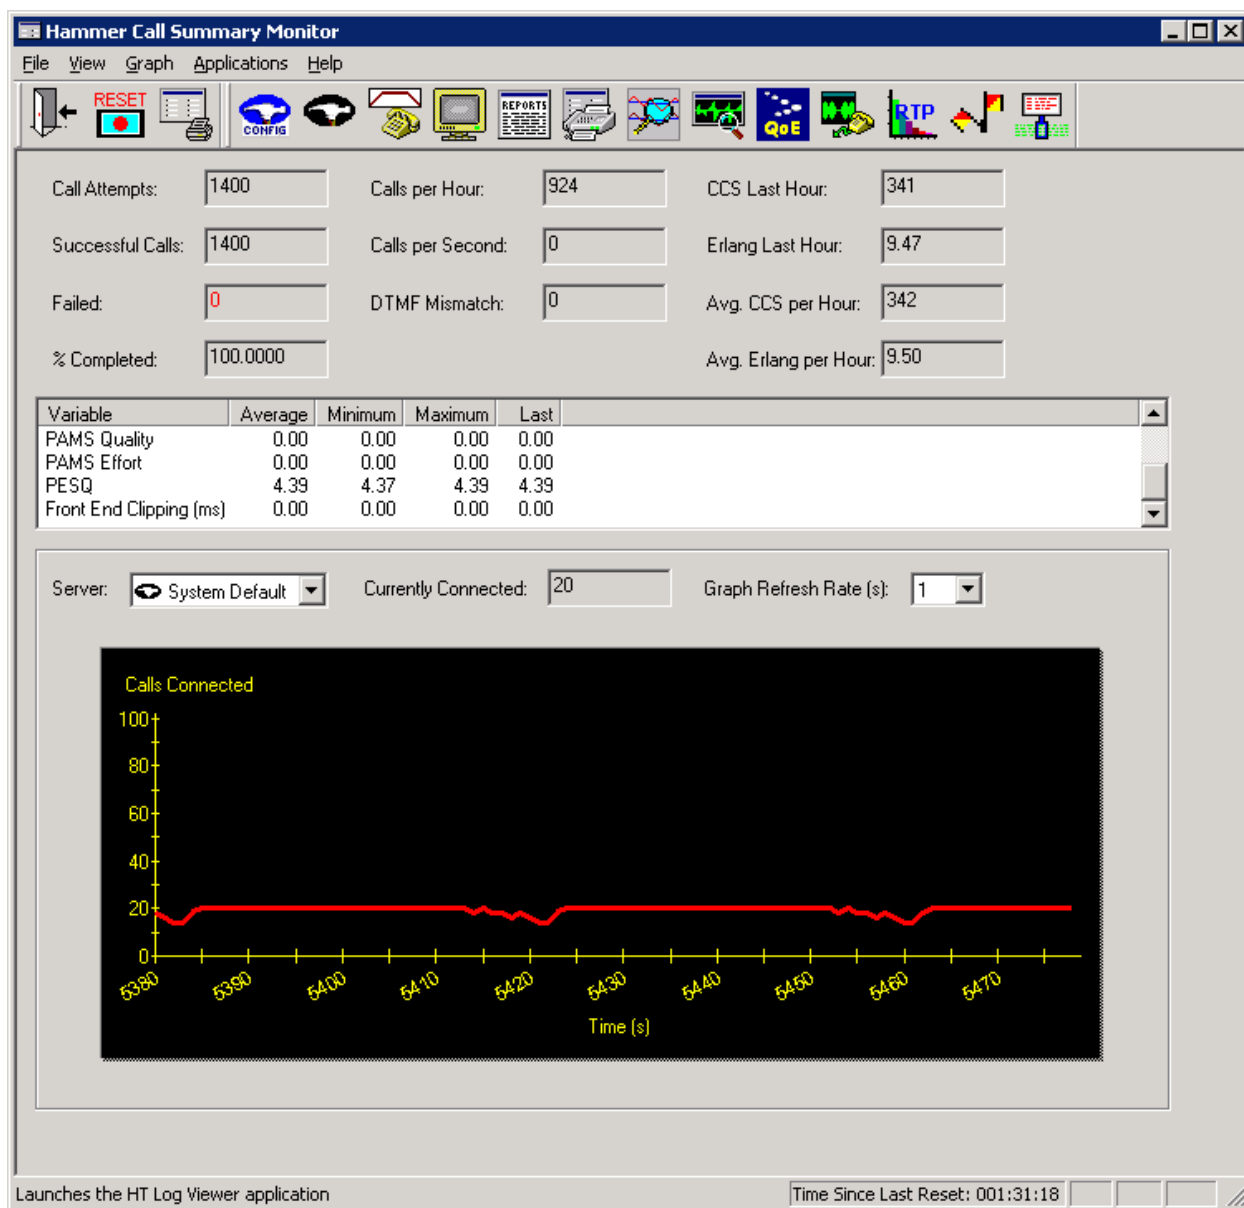 Hammer Call Summary Monitor
File View Graph Applications Help
RESET CONFIG REPORTS QoE RTP
Call Attempts: 1400 Calls per Hour: 924 CCS Last Hour: 341
Successful Calls: 1400 Calls per Second: 0 Erlang Last Hour: 9.47
Failed: 0 DTMF Mismatch: 0 Avg. CCS per Hour: 342
% Completed: 100.0000 Avg. Erlang per Hour: 9.50
Variable Average Minimum Maximum Last
PAMS Quality 0.00 0.00 0.00 0.00
PAMS Effort 0.00 0.00 0.00 0.00
PESQ 4.39 4.37 4.39 4.39
Front End Clipping (ms) 0.00 0.00 0.00 0.00
Server: System Default Currently Connected: 20 Graph Refresh Rate (s): 1
Calls Connected
100
80
60
40
20
0
5380 5390 5400 5410 5420 5430 5440 5450 5460 5470
Time (s)
Launches the HT Log Viewer application Time Since Last Reset: 001:31:18